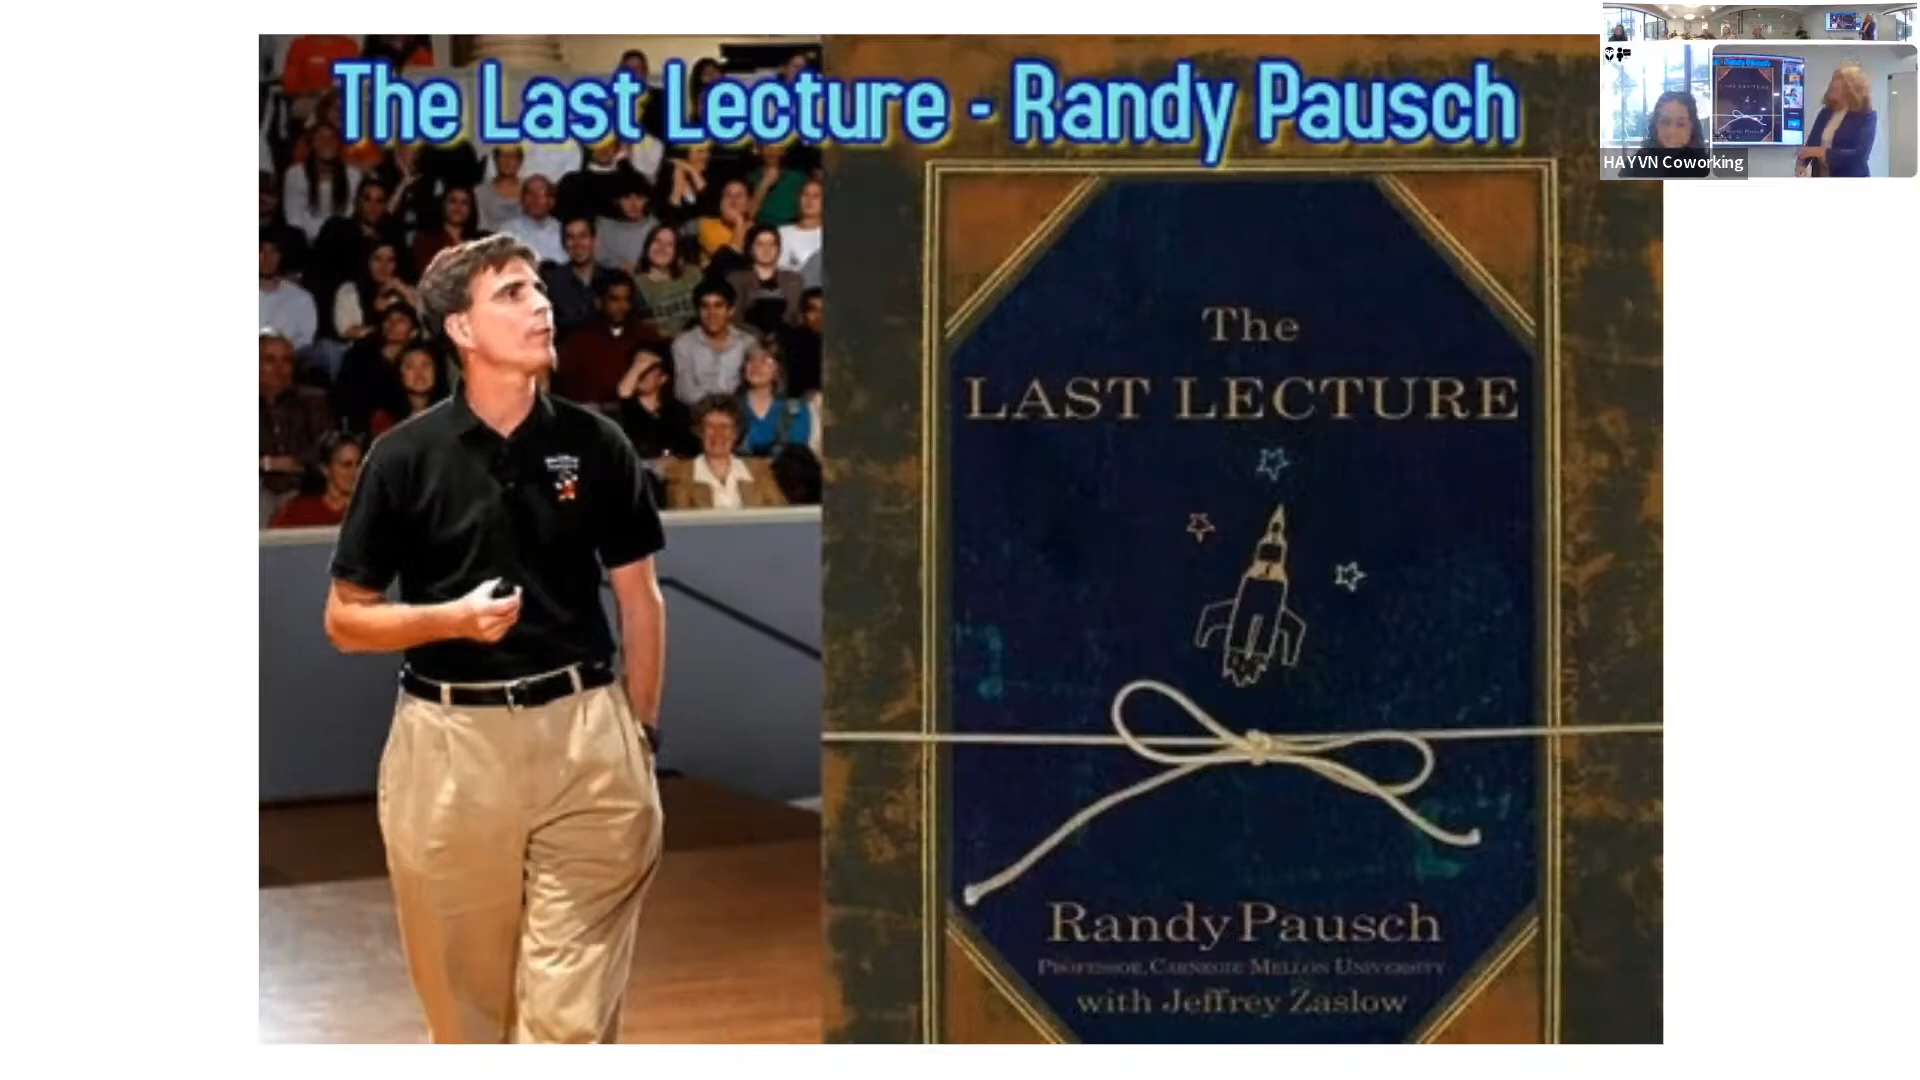 The Last Lecture - Randy Pausch
HAYVN Coworking
The
LAST LECTURE
Randy Pausch
PROFESSOR, CARNEGIE MELLON UNIVERSITY
with Jeffrey Zaslow